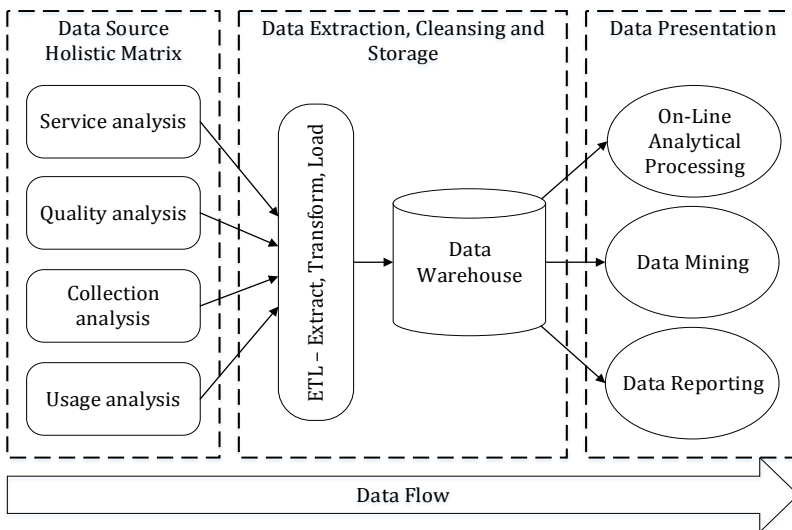 Data Source
Holistic Matrix
Service analysis
Quality analysis
Collection
analysis
Usage analysis
Data Extraction, Cleansing and
Storage
ETL – Extract, Transform, Load
Data
Warehouse
Data Presentation
On-Line
Analytical
Processing
Data Mining
Data Reporting
Data Flow